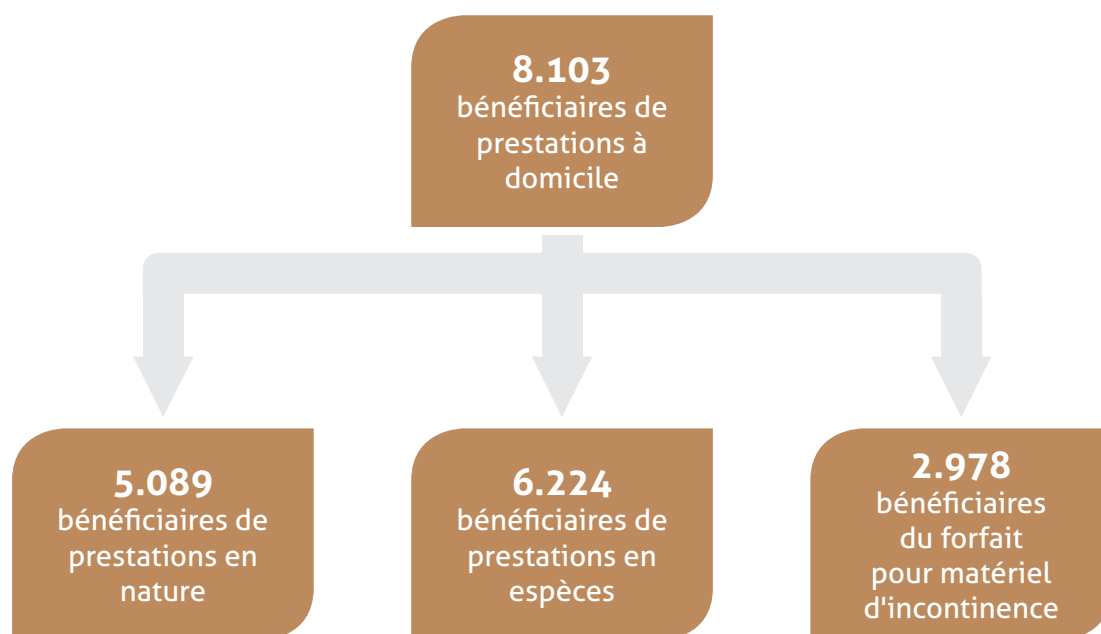 8.103
bénéficiaires de
prestations à
domicile
5.089
bénéficiaires de
prestations en
nature
6.224
bénéficiaires de
prestations en
espèces
2.978
bénéficiaires
du forfait
pour matériel
d'incontinence